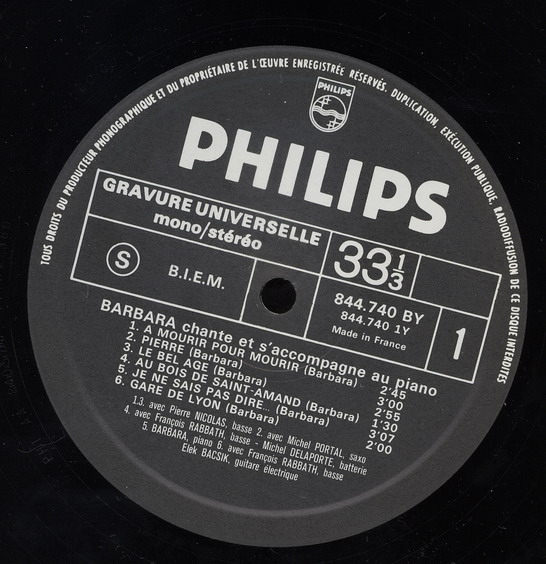 TOUS DROITS DU PRODUCTEUR PHONOGRAPHIQUE ET DU PROPRIÉTAIRE DE L'ŒUVRE ENREGISTRÉE RÉSERVÉS. DUPLICATION, EXÉCUTION PUBLIQUE, RADIODIFFUSION DE CE DISQUE INTERDITES
PHILIPS
PHILIPS
GRAVURE UNIVERSELLE
mono/stéréo
33 1/3
S
B.I.E.M.
844.740 BY
844.740 1Y
Made in France
1
BARBARA chante et s'accompagne au piano
1. A MOURIR POUR MOURIR (Barbara) 2'45
2. PIERRE (Barbara) 3'00
3. LE BEL AGE (Barbara) 2'55
4. AU BOIS DE SAINT-AMAND (Barbara) 1'30
5. JE NE SAIS PAS DIRE... (Barbara) 3'07
6. GARE DE LYON (Barbara) 2'00
1.3. avec Pierre NICOLAS, basse 2. avec Michel PORTAL, saxo
4. avec François RABBATH, basse - Michel DELAPORTE, batterie
5. BARBARA, piano 6. avec François RABBATH, basse
Elek BACSIK, guitare électrique